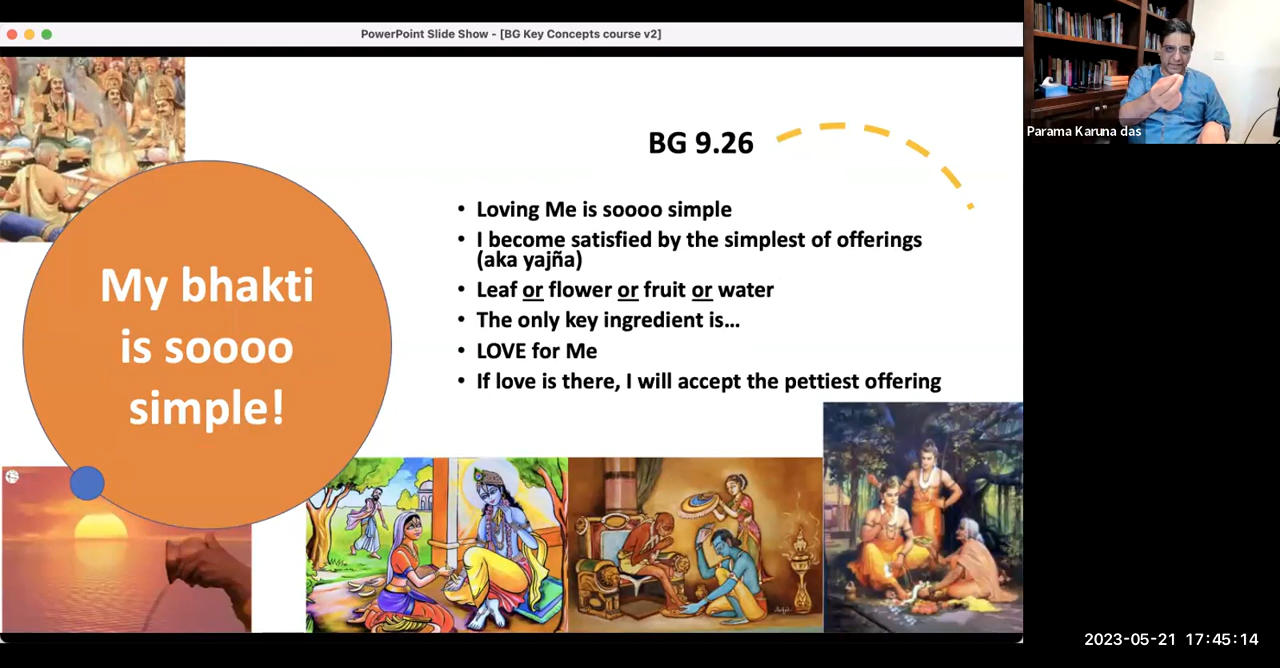 PowerPoint Slide Show - [BG Key Concepts course v2]
Parama Karuna das
BG 9.26
My bhakti
is soooo
simple!
• Loving Me is soooo simple
• I become satisfied by the simplest of offerings
(aka yajña)
• Leaf or flower or fruit or water
• The only key ingredient is...
• LOVE for Me
• If love is there, I will accept the pettiest offering
2023-05-21 17:45:14